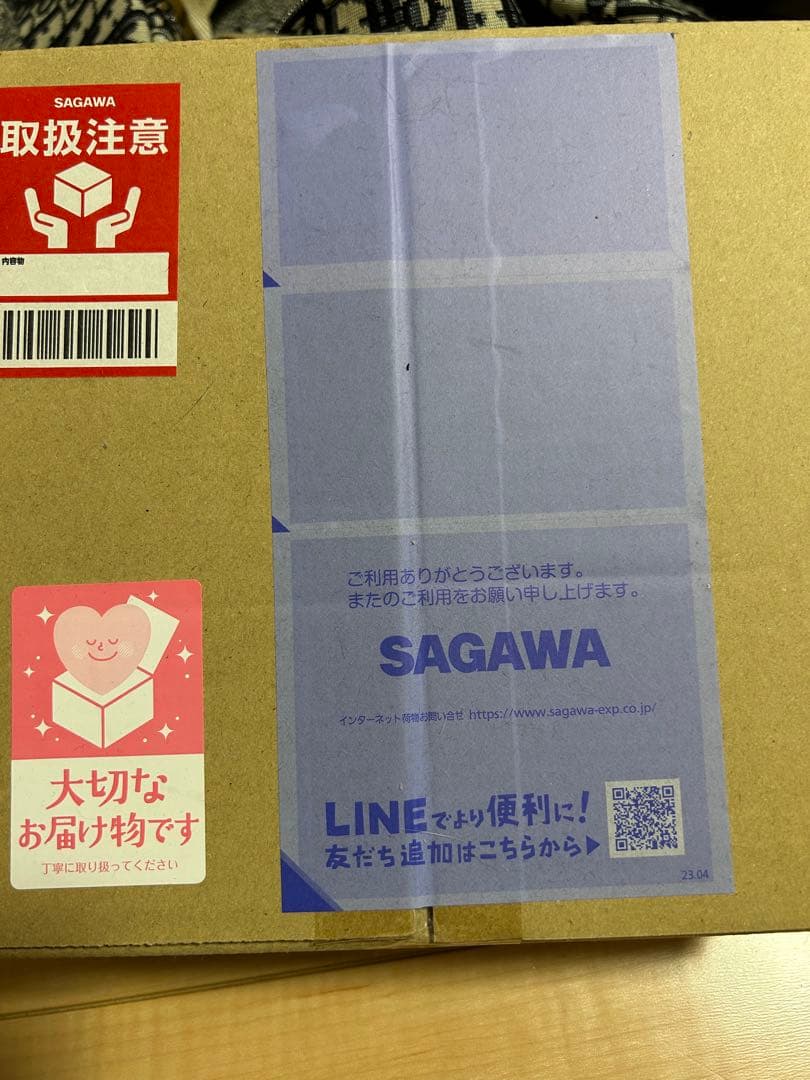 SAGAWA
取扱注意
内容物
大切な
お届け物です
丁寧に取り扱ってください
ご利用ありがとうございます。
またのご利用をお願い申し上げます。
SAGAWA
インターネット荷物お問い合せ https://www.sagawa-exp.co.jp/
LINEでより便利に!
友だち追加はこちらから▶
23.04